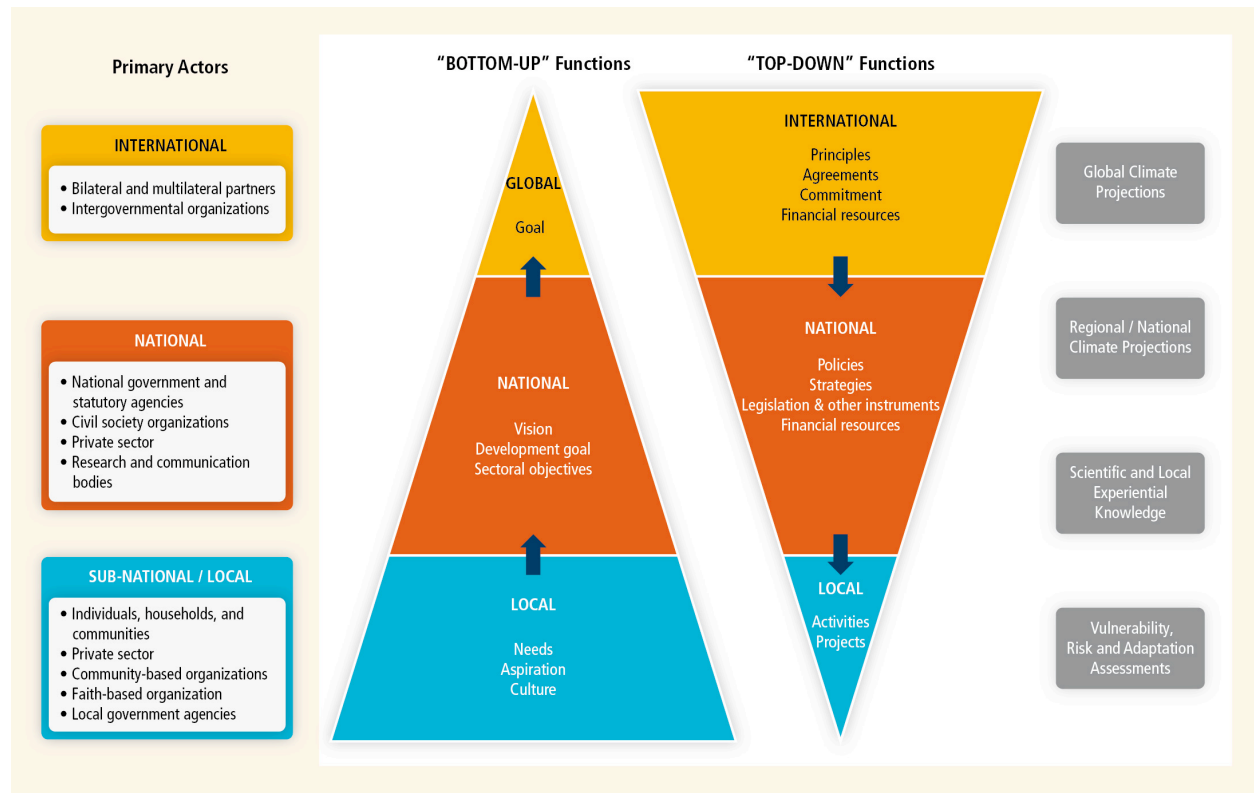 Primary Actors
INTERNATIONAL
• Bilateral and multilateral partners
• Intergovernmental organizations
NATIONAL
• National government and
statutory agencies
• Civil society organizations
• Private sector
• Research and communication
bodies
SUB-NATIONAL / LOCAL
• Individuals, households, and
communities
• Private sector
• Community-based organizations
• Faith-based organization
• Local government agencies
“BOTTOM-UP” Functions
GLOBAL
Goal
NATIONAL
Vision
Development goal
Sectoral objectives
LOCAL
Needs
Aspiration
Culture
“TOP-DOWN” Functions
INTERNATIONAL
Principles
Agreements
Commitment
Financial resources
NATIONAL
Policies
Strategies
Legislation & other instruments
Financial resources
LOCAL
Activities
Projects
Global Climate
Projections
Regional / National
Climate Projections
Scientific and Local
Experiential
Knowledge
Vulnerability,
Risk and Adaptation
Assessments